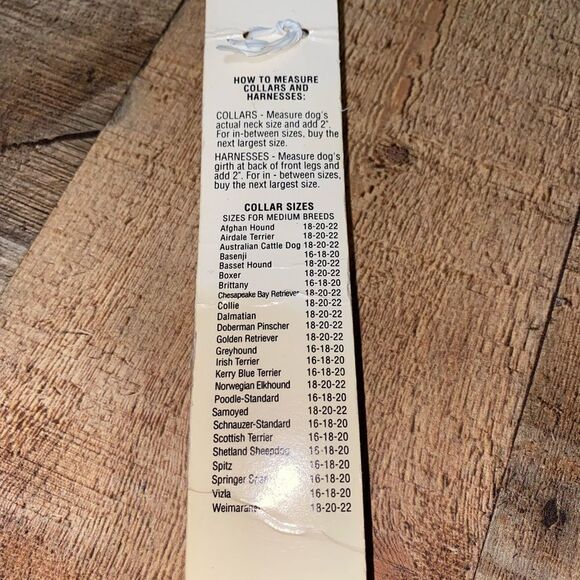 HOW TO MEASURE
COLLARS AND
HARNESSES:
COLLARS - Measure dog's
actual neck size and add 2".
For in-between sizes, buy the
next largest size.
HARNESSES - Measure dog's
girth at back of front legs and
add 2". For in - between sizes,
buy the next largest size.
COLLAR SIZES
SIZES FOR MEDIUM BREEDS
Afghan Hound 18-20-22
Airdale Terrier 18-20-22
Australian Cattle Dog 18-20-22
Basenji 16-18-20
Basset Hound 18-20-22
Boxer 18-20-22
Brittany 16-18-20
Chesapeake Bay Retriever 18-20-22
Collie 18-20-22
Dalmatian 18-20-22
Doberman Pinscher 18-20-22
Golden Retriever 18-20-22
Greyhound 16-18-20
Irish Terrier 16-18-20
Kerry Blue Terrier 16-18-20
Norwegian Elkhound 18-20-22
Poodle-Standard 16-18-20
Samoyed 18-20-22
Schnauzer-Standard 16-18-20
Scottish Terrier 16-18-20
Shetland Sheepdog 16-18-20
Spitz 16-18-20
Springer 16-18-20
Vizla 16-18-20
Weimaraner 18-20-22